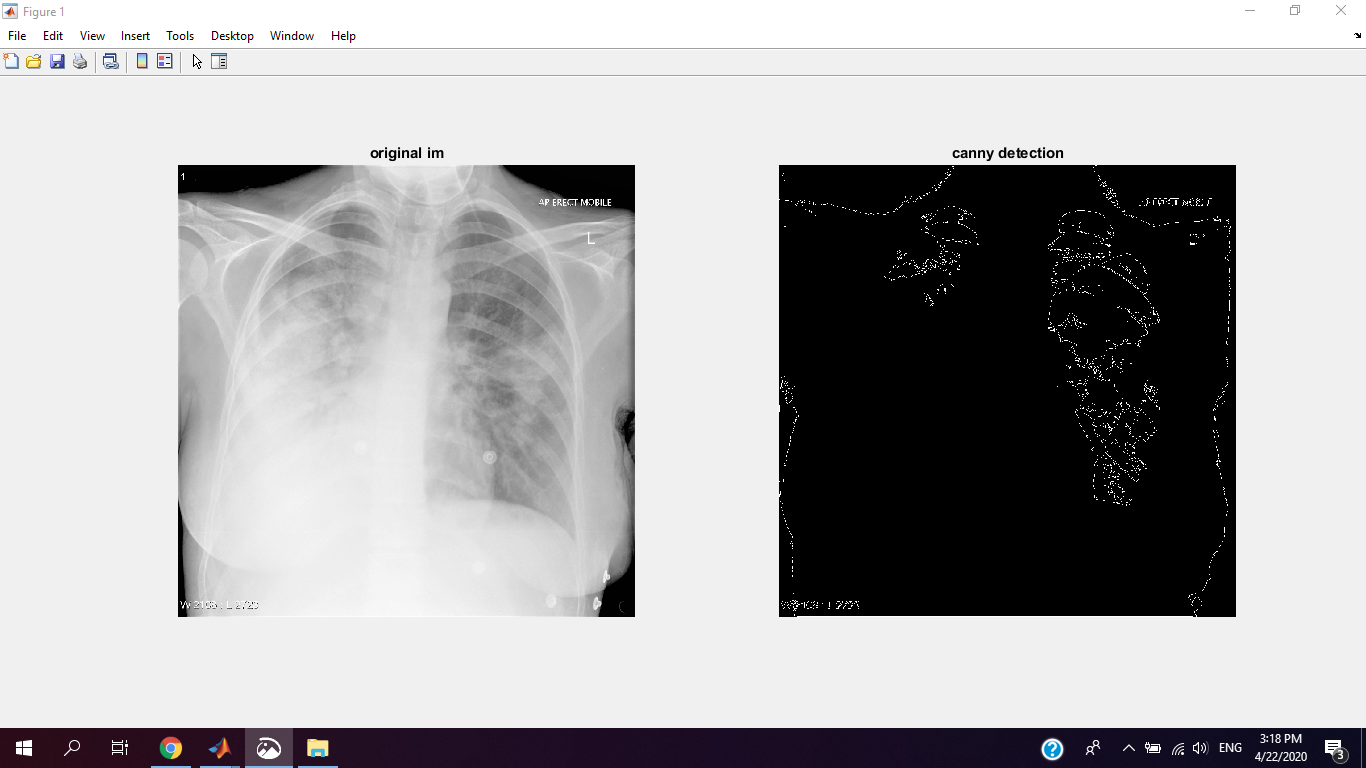 Figure 1
File Edit View Insert Tools Desktop Window Help
original im
canny detection
1
AP ERECT MOBILE
L
3:18 PM
ENG
4/22/2020
3